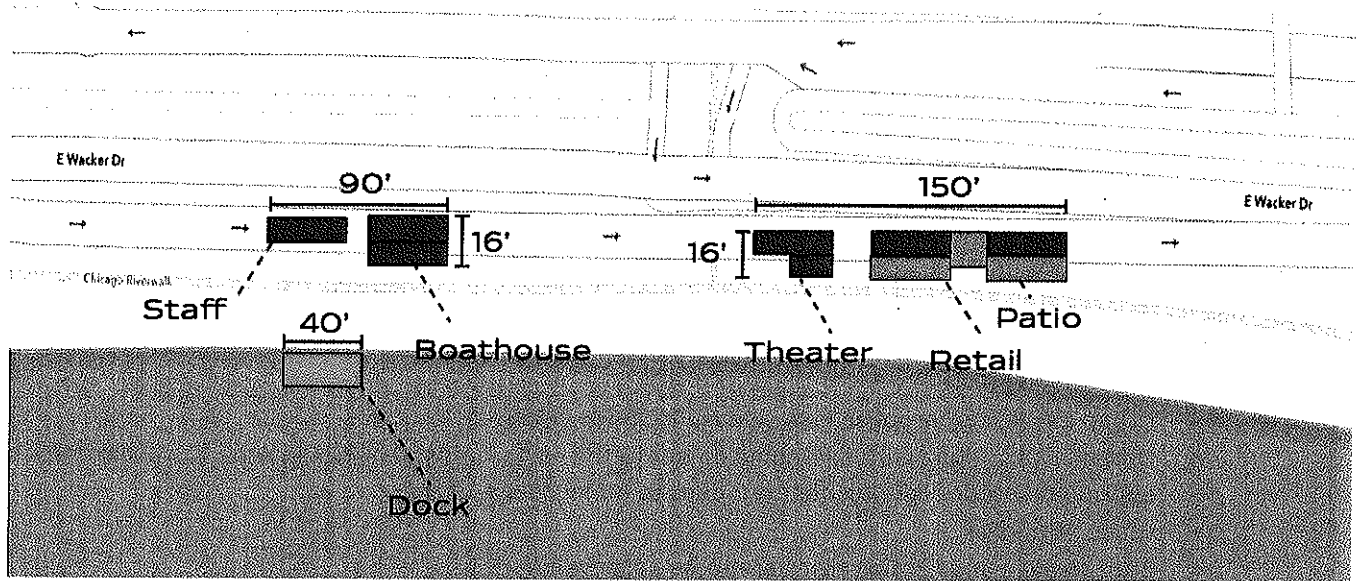 E Wacker Dr
90'
150'
E Wacker Dr
16'
16'
Chicago Riverwalk
Staff
40'
Patio
Boathouse
Theater
Retail
Dock